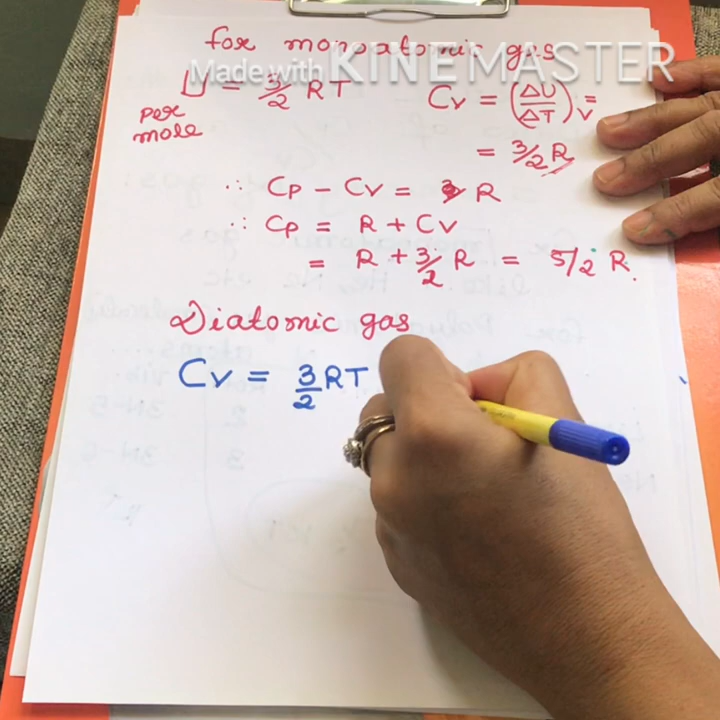 for monoatomic gas
Made with KINEMASTER
U = 3/2 RT
per mole
Cv = (ΔU/ΔT)v =
= 3/2 R
∴ Cp - Cv = R
∴ Cp = R + Cv
= R + 3/2 R = 5/2 R.
Diatomic gas
Cv = 3/2 RT